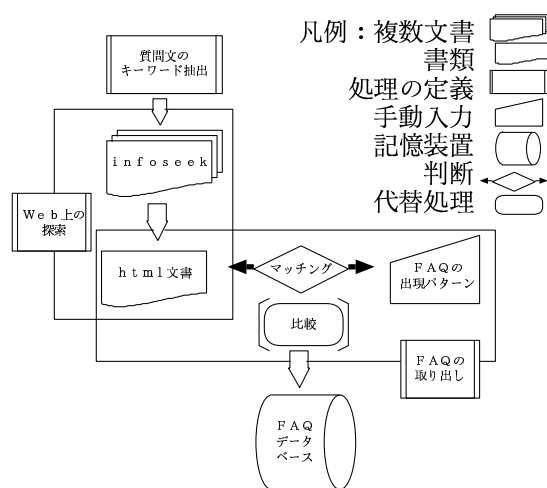 凡例：複数文書
書類
処理の定義
手動入力
記憶装置
判断
代替処理
質問文の
キーワード抽出
ｉｎｆｏｓｅｅｋ
Ｗｅｂ上の
探索
ｈｔｍｌ文書
マッチング
ＦＡＱの
出現パターン
比較
ＦＡＱの
取り出し
ＦＡＱ
データ
ベース